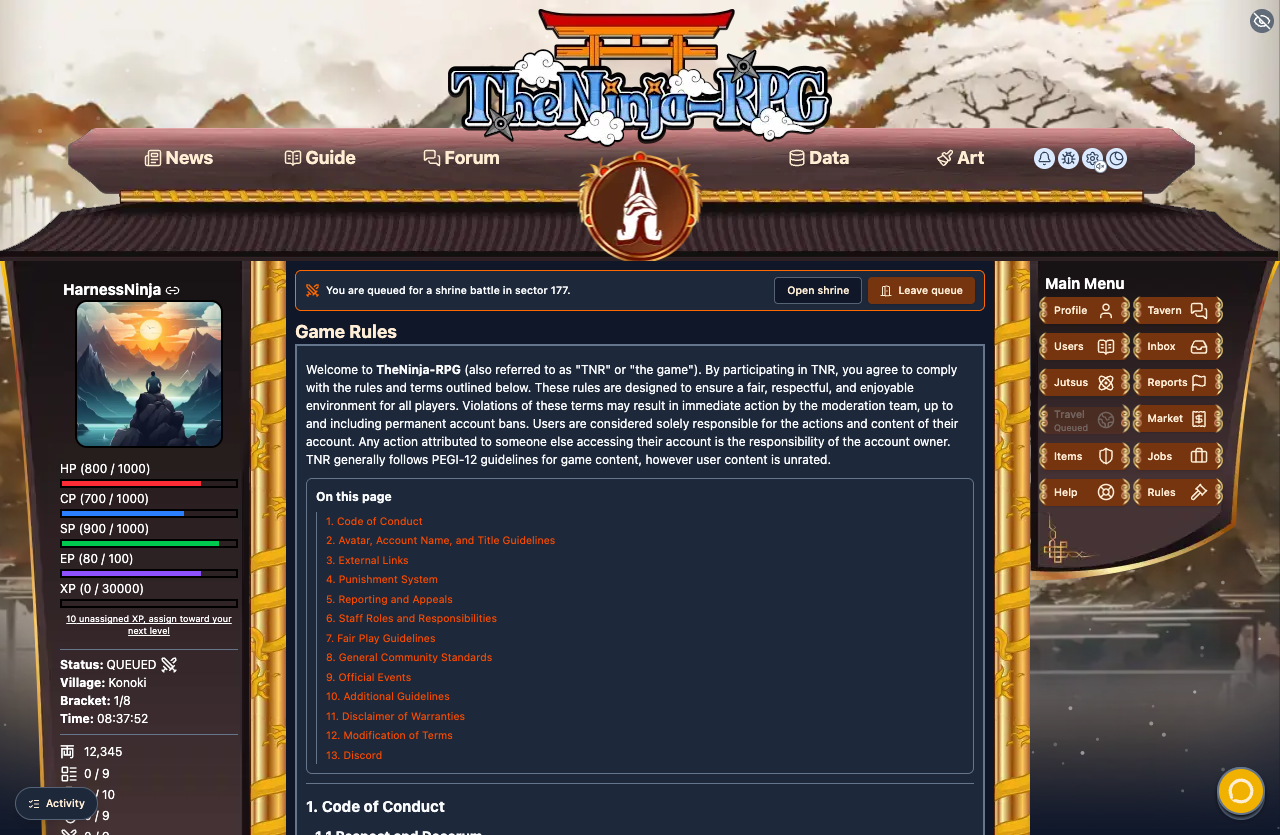 TheNinja-RPG
News
Guide
Forum
Data
Art
HarnessNinja
HP (800 / 1000)
CP (700 / 1000)
SP (900 / 1000)
EP (80 / 100)
XP (0 / 30000)
10 unassigned XP, assign toward your
next level
Status: QUEUED
Village: Konoki
Bracket: 1/8
Time: 08:37:52
両 12,345
0 / 9
/ 10
/ 9
Activity
You are queued for a shrine battle in sector 177.
Open shrine
Leave queue
Game Rules
Welcome to TheNinja-RPG (also referred to as "TNR" or "the game"). By participating in TNR, you agree to comply
with the rules and terms outlined below. These rules are designed to ensure a fair, respectful, and enjoyable
environment for all players. Violations of these terms may result in immediate action by the moderation team, up to
and including permanent account bans. Users are considered solely responsible for the actions and content of their
account. Any action attributed to someone else accessing their account is the responsibility of the account owner.
TNR generally follows PEGI-12 guidelines for game content, however user content is unrated.
On this page
1. Code of Conduct
2. Avatar, Account Name, and Title Guidelines
3. External Links
4. Punishment System
5. Reporting and Appeals
6. Staff Roles and Responsibilities
7. Fair Play Guidelines
8. General Community Standards
9. Official Events
10. Additional Guidelines
11. Disclaimer of Warranties
12. Modification of Terms
13. Discord
1. Code of Conduct
1.1 Respect and Decorum
Main Menu
Profile
Tavern
Users
Inbox
Jutsus
Reports
Travel
Queued
Market
Items
Jobs
Help
Rules